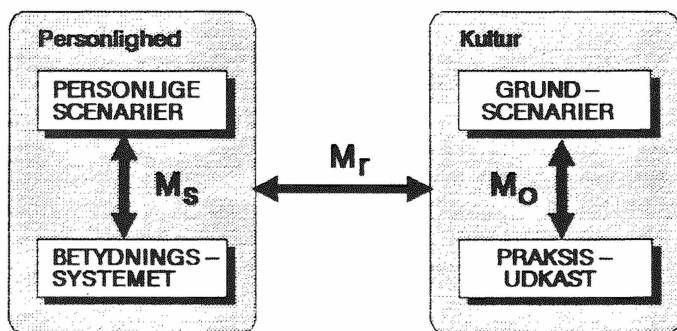 Personlighed
PERSONLIGE
SCENARIER
Ms
BETYDNINGS –
SYSTEMET
Mr
Kultur
GRUND –
SCENARIER
Mo
PRAKSIS –
UDKAST